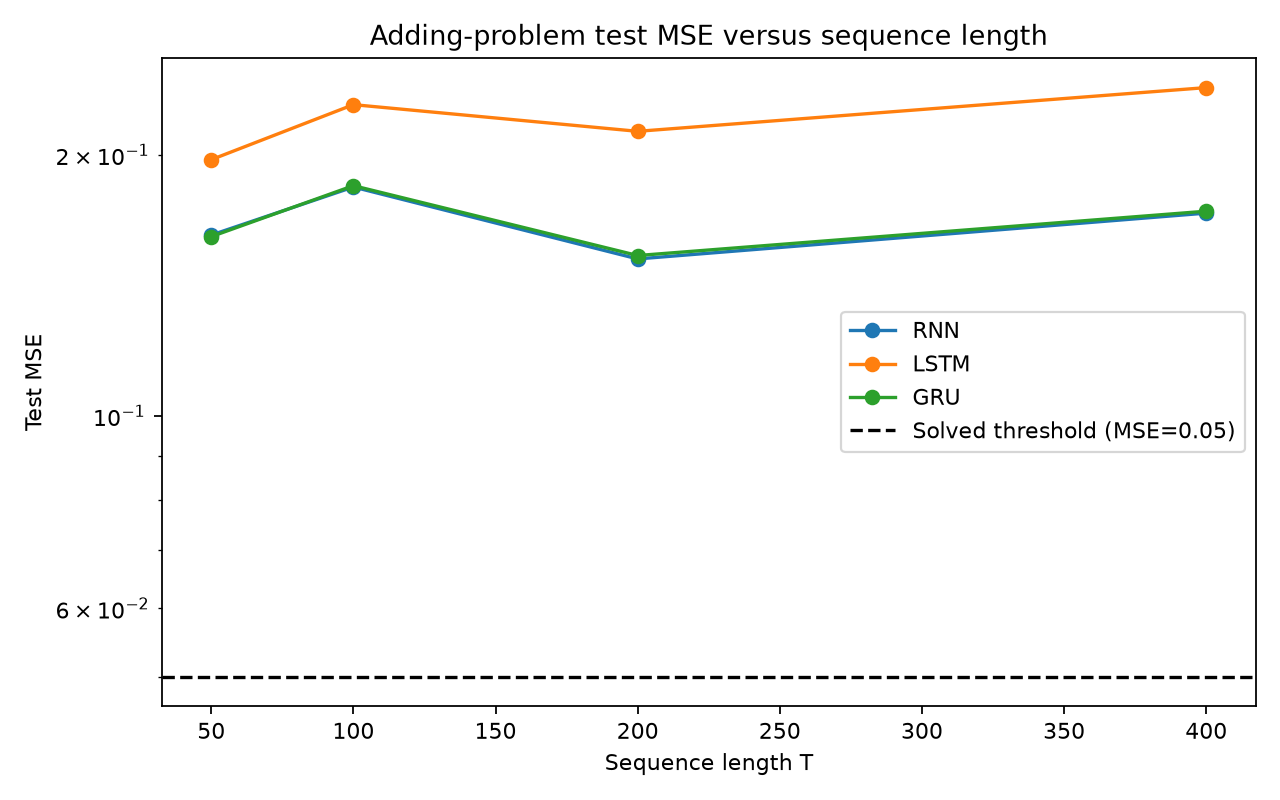 Adding-problem test MSE versus sequence length
2 × 10⁻¹
10⁻¹
6 × 10⁻²
Test MSE
RNN
LSTM
GRU
Solved threshold (MSE=0.05)
50 100 150 200 250 300 350 400
Sequence length T